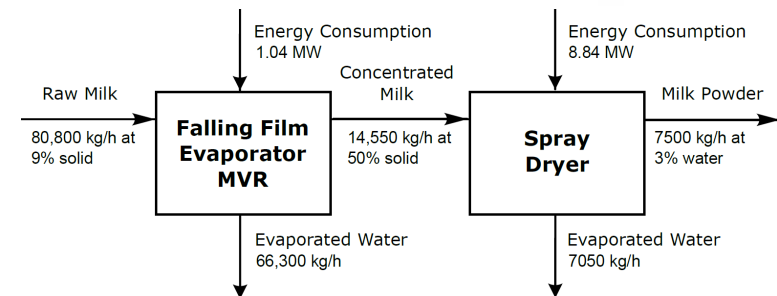 Energy Consumption
1.04 MW
Energy Consumption
8.84 MW
Raw Milk
80,800 kg/h at
9% solid
Falling Film
Evaporator
MVR
Concentrated
Milk
14,550 kg/h at
50% solid
Spray
Dryer
Milk Powder
7500 kg/h at
3% water
Evaporated Water
66,300 kg/h
Evaporated Water
7050 kg/h